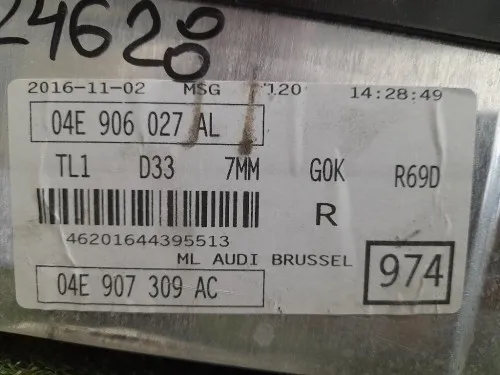 24628
2016-11-02 MSG 120 14:28:49
04E 906 027 AL
TL1 D33 7MM G0K R69D
R
46201644395513
ML AUDI BRUSSEL
974
04E 907 309 AC